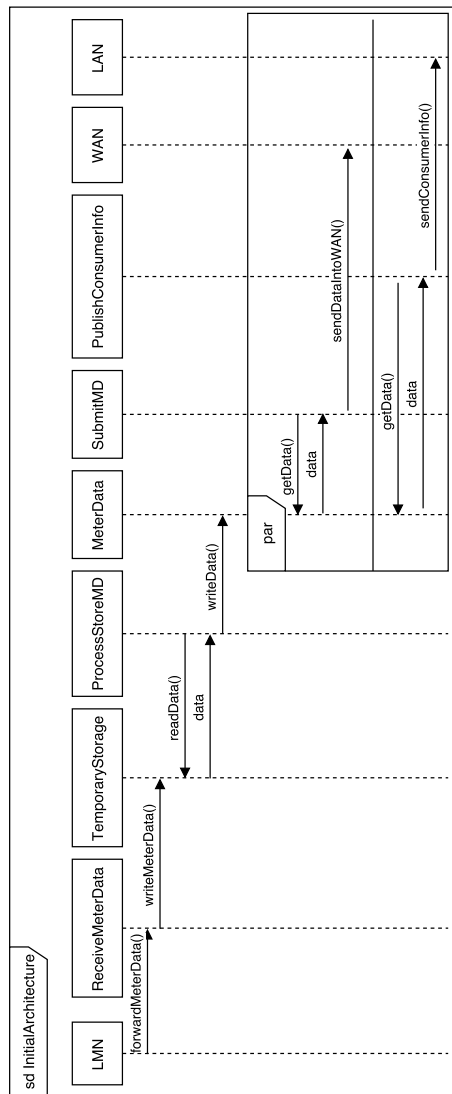 sd InitialArchitecture
LMN
ReceiveMeterData
TemporaryStorage
ProcessStoreMD
MeterData
SubmitMD
PublishConsumerInfo
WAN
LAN
forwardMeterData()
writeMeterData()
readData()
data
writeData()
par
getData()
data
sendDataIntoWAN()
getData()
data
sendConsumerInfo()